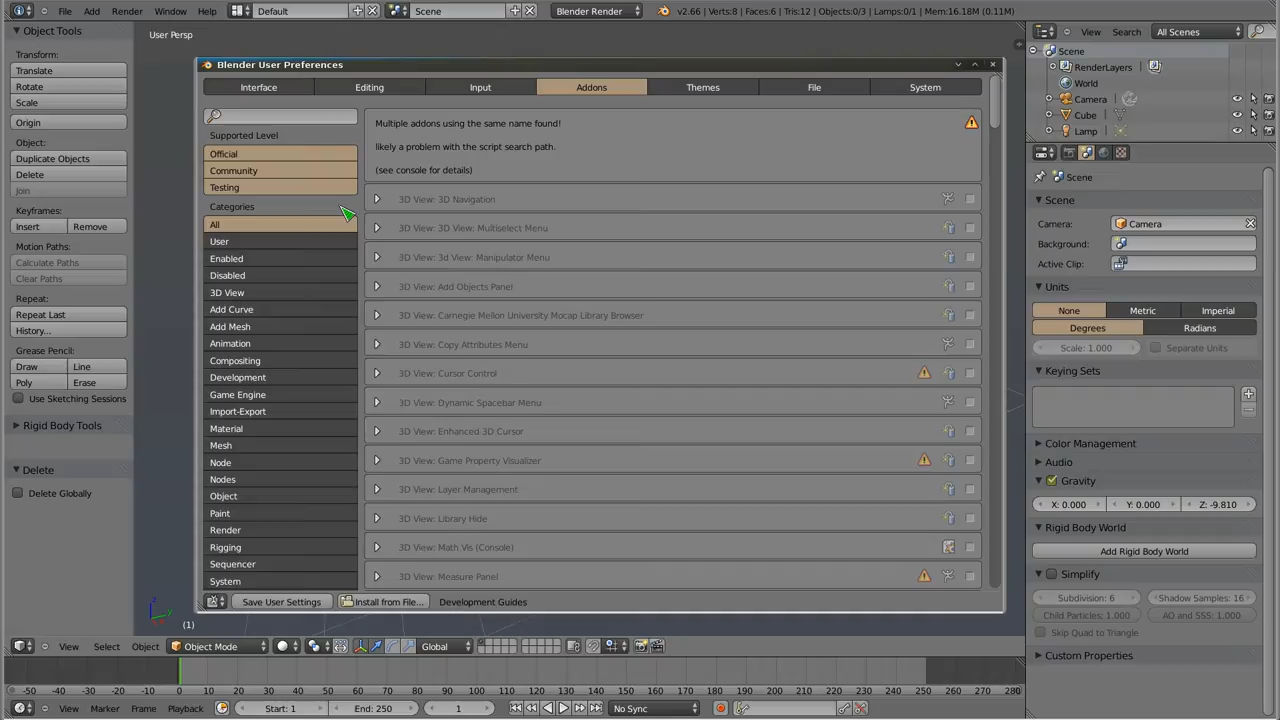 File Add Render Window Help Default Scene Blender Render v2.66 | Verts:8 | Faces:6 | Tris:12 | Objects:0/3 | Lamps:0/1 | Mem:16.18M (0.11M)
Object Tools
Transform:
Translate
Rotate
Scale
Origin
Object:
Duplicate Objects
Delete
Join
Keyframes:
Insert Remove
Motion Paths:
Calculate Paths
Clear Paths
Repeat:
Repeat Last
History...
Grease Pencil:
Draw Line
Poly Erase
Use Sketching Sessions
Rigid Body Tools
Delete
Delete Globally
User Persp
Blender User Preferences
Interface Editing Input Addons Themes File System
Supported Level
Official
Community
Testing
Categories
All
User
Enabled
Disabled
3D View
Add Curve
Add Mesh
Animation
Compositing
Development
Game Engine
Import-Export
Material
Mesh
Node
Nodes
Object
Paint
Render
Rigging
Sequencer
System
Multiple addons using the same name found!
likely a problem with the script search path.
(see console for details)
3D View: 3D Navigation
3D View: 3D View: Multiselect Menu
3D View: 3d View: Manipulator Menu
3D View: Add Objects Panel
3D View: Carnegie Mellon University Mocap Library Browser
3D View: Copy Attributes Menu
3D View: Cursor Control
3D View: Dynamic Spacebar Menu
3D View: Enhanced 3D Cursor
3D View: Game Property Visualizer
3D View: Layer Management
3D View: Library Hide
3D View: Math Vis (Console)
3D View: Measure Panel
Save User Settings Install from File... Development Guides
(1)
z
y
View Select Object Object Mode Global
-50 -40 -30 -20 -10 0 10 20 30 40 50 60 70 80 90 100 110 120 130 140 150 160 170 180 190 200 210 220 230 240 250 260 270 280
View Marker Frame Playback Start: 1 End: 250 1 No Sync
View Search All Scenes
Scene
RenderLayers
World
Camera
Cube
Lamp
Scene
Scene
Camera: Camera
Background:
Active Clip:
Units
None Metric Imperial
Degrees Radians
Scale: 1.000 Separate Units
Keying Sets
Color Management
Audio
Gravity
X: 0.000 Y: 0.000 Z: -9.810
Rigid Body World
Add Rigid Body World
Simplify
Subdivision: 6 Shadow Samples: 16
Child Particles: 1.000 AO and SSS: 1.000
Skip Quad to Triangle
Custom Properties